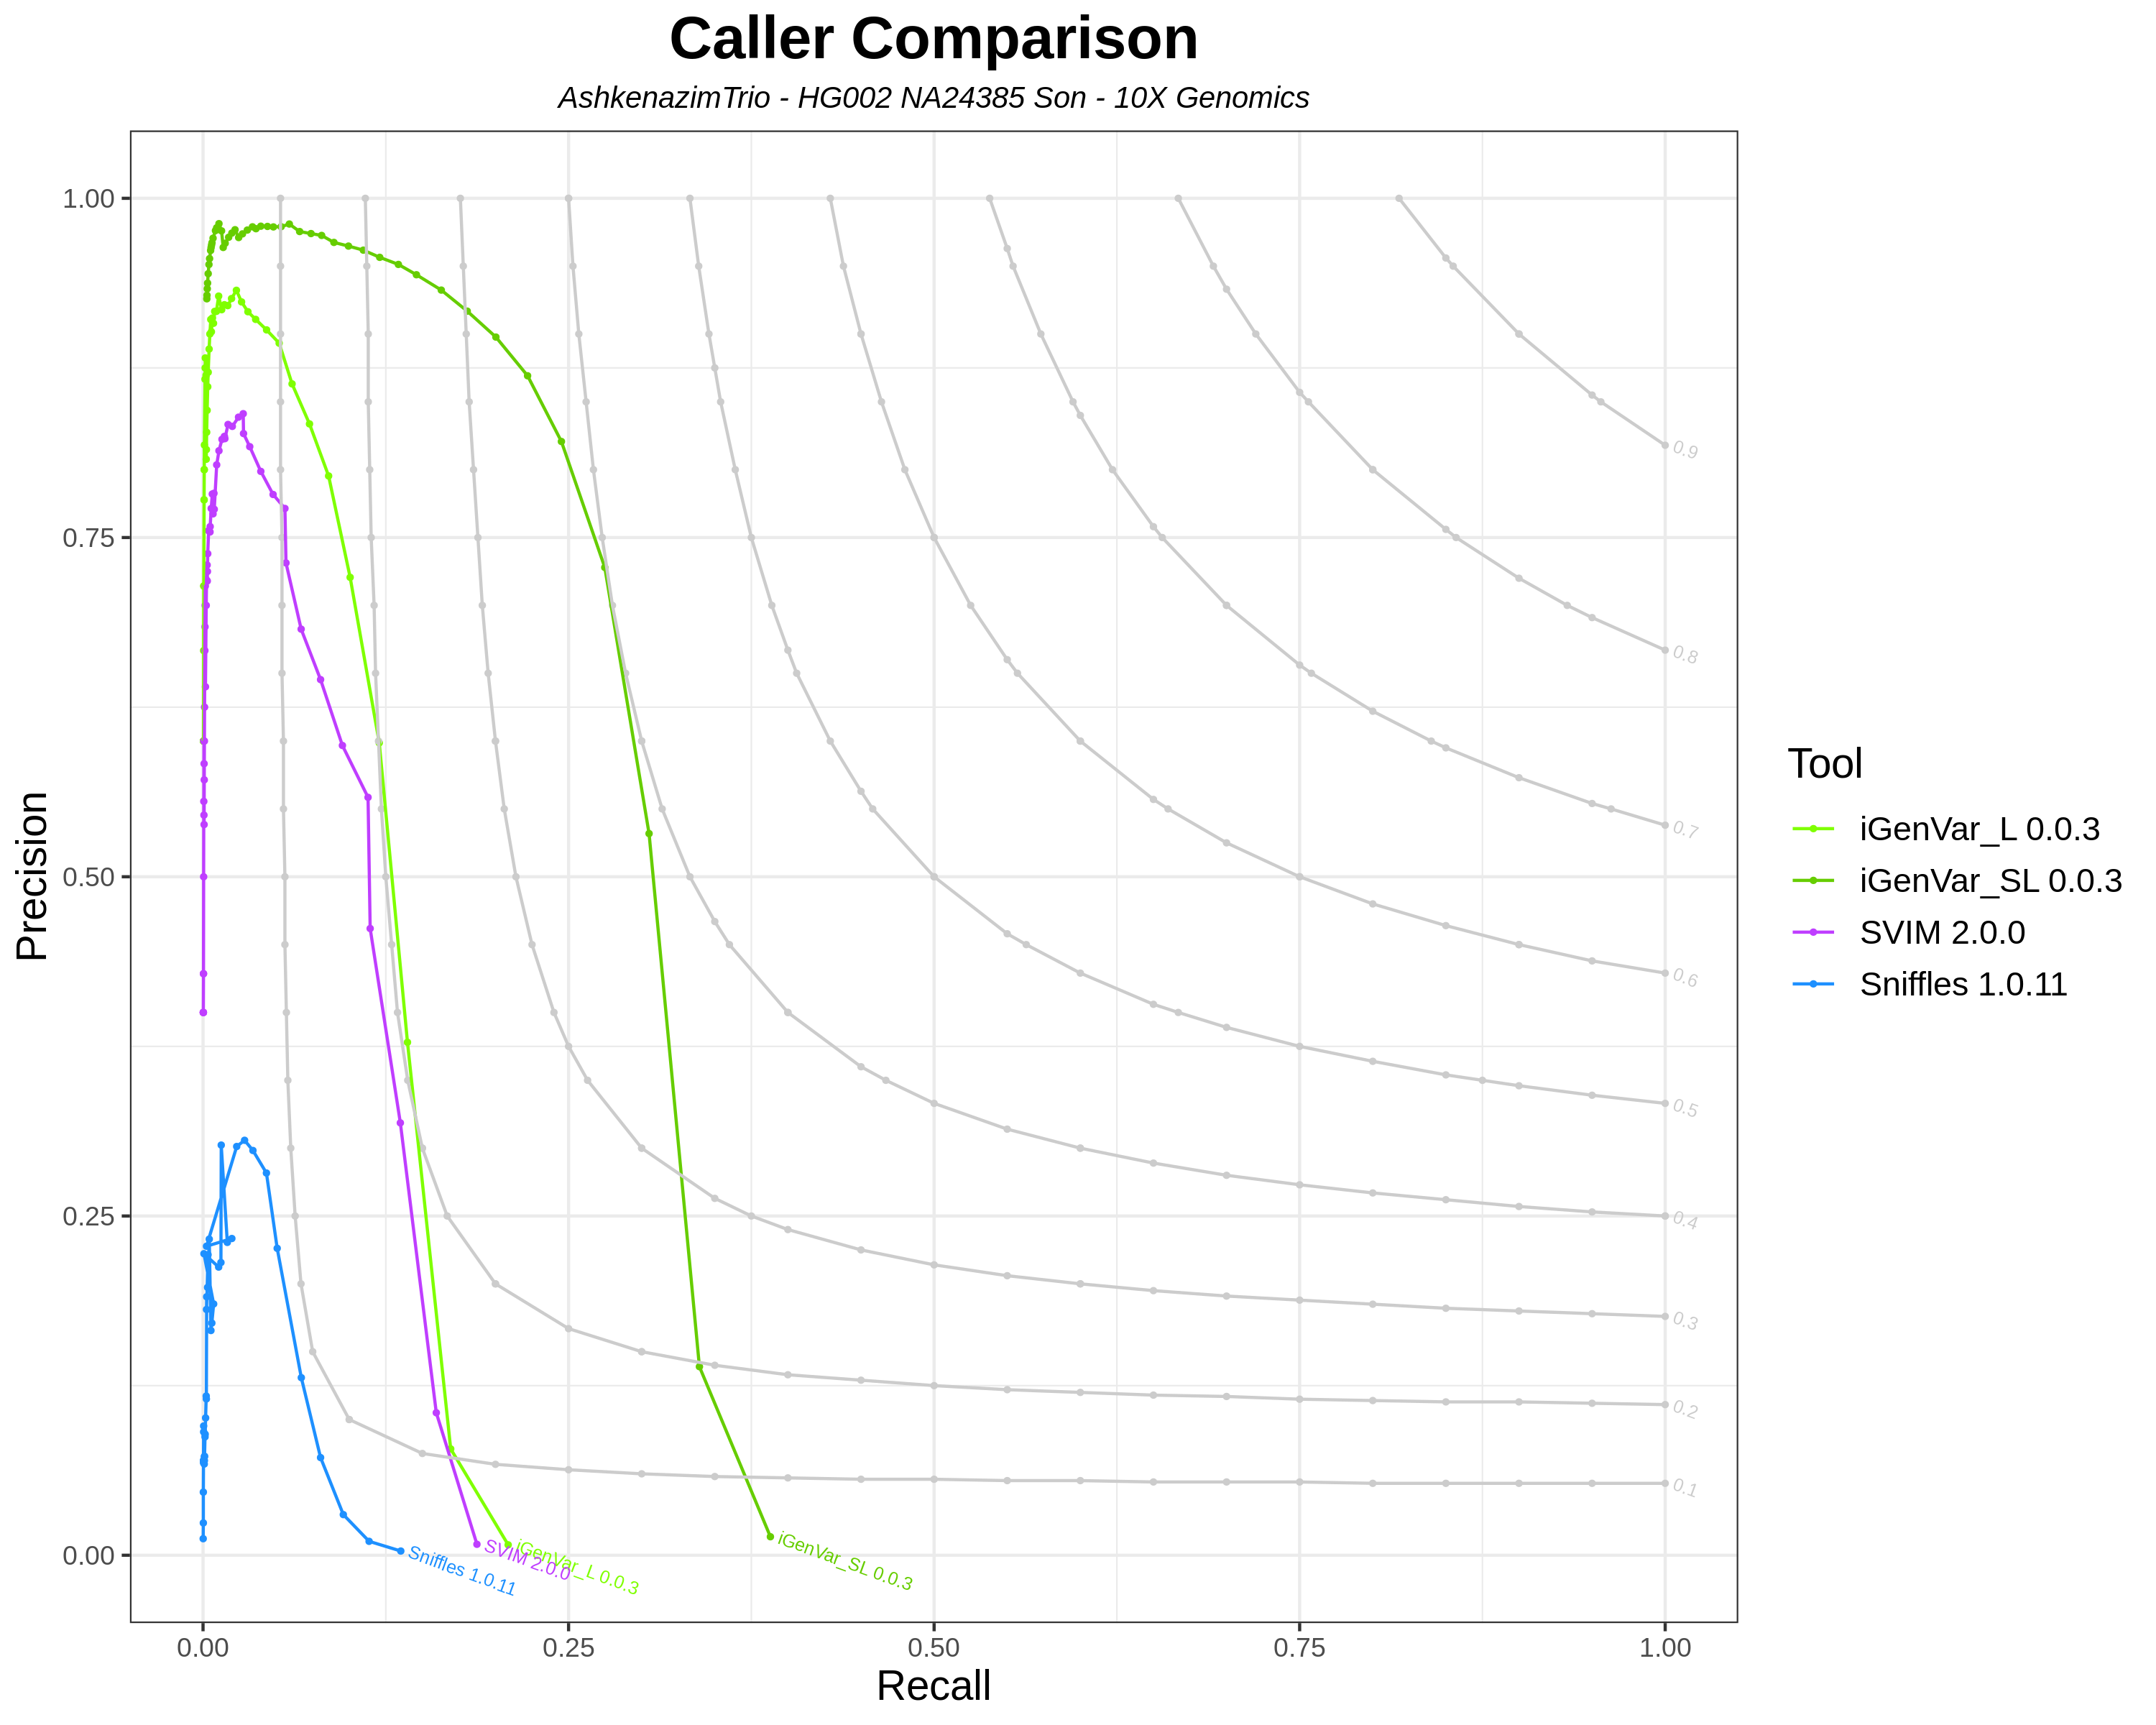 Caller Comparison
AshkenazimTrio - HG002 NA24385 Son - 10X Genomics
Precision
1.00
0.75
0.50
0.25
0.00
0.9
0.8
0.7
0.6
0.5
0.4
0.3
0.2
0.1
Sniffles 1.0.11
SVIM 2.0.0
iGenVar_L 0.0.3
iGenVar_SL 0.0.3
0.00
0.25
0.50
0.75
1.00
Recall
Tool
iGenVar_L 0.0.3
iGenVar_SL 0.0.3
SVIM 2.0.0
Sniffles 1.0.11